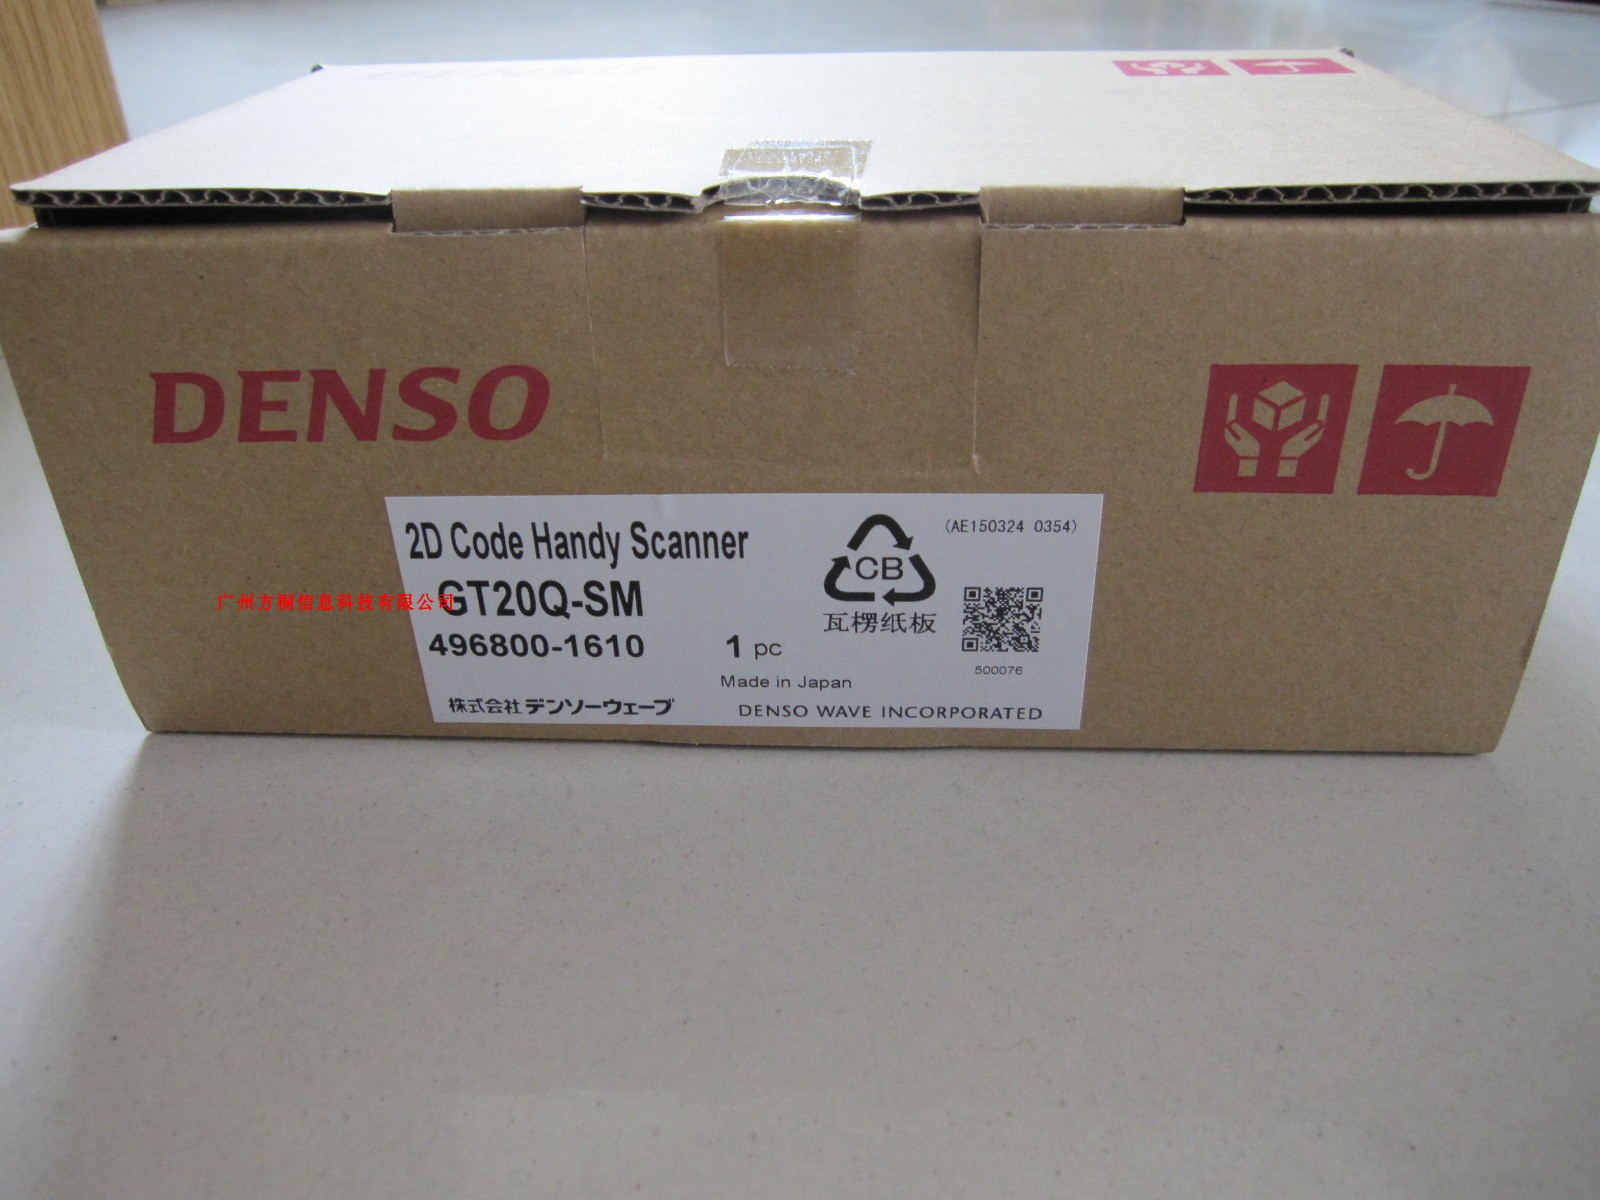 DENSO
DENSO
2D Code Handy Scanner
(AE150324 0354)
CB
瓦楞纸板
广州方桐信息科技有限公司
GT20Q-SM
496800-1610
1 pc
500076
Made in Japan
株式会社デンソーウェーブ
DENSO WAVE INCORPORATED